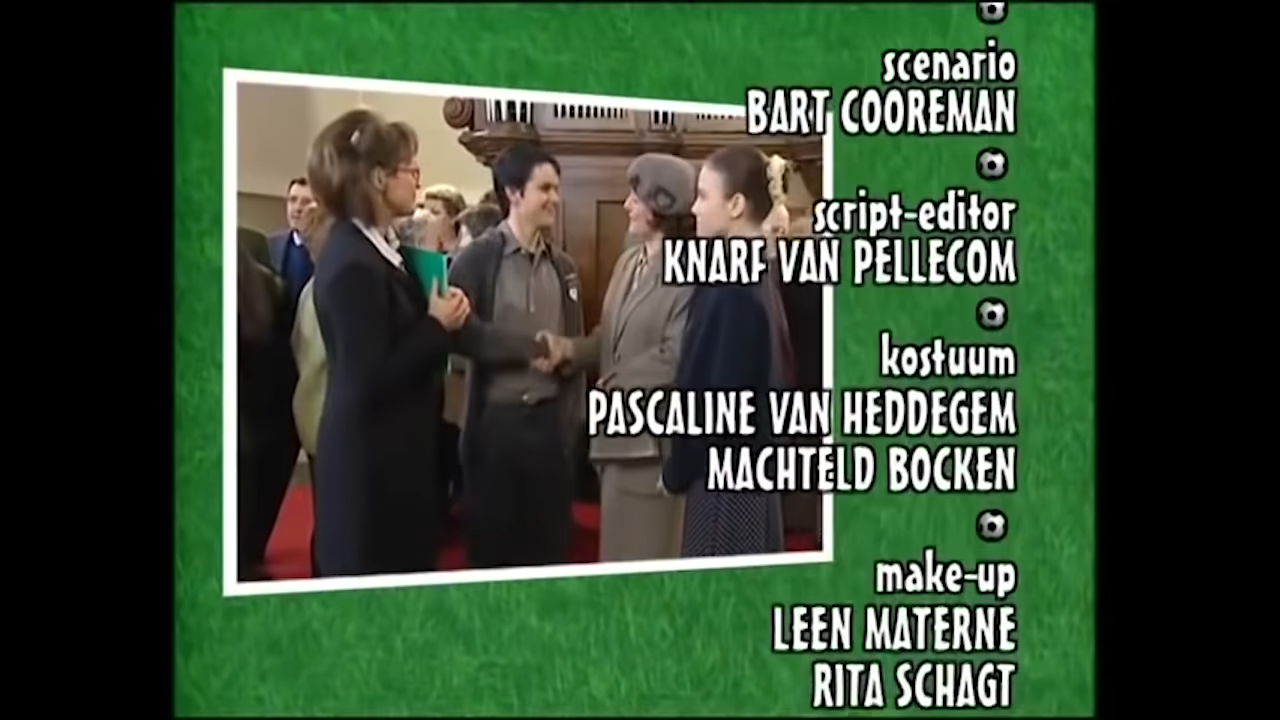 scenario
BART COOREMAN
script-editor
KNARF VAN PELLECOM
kostuum
PASCALINE VAN HEDDEGEM
MACHTELD BOCKEN
make-up
LEEN MATERNE
RITA SCHAGT